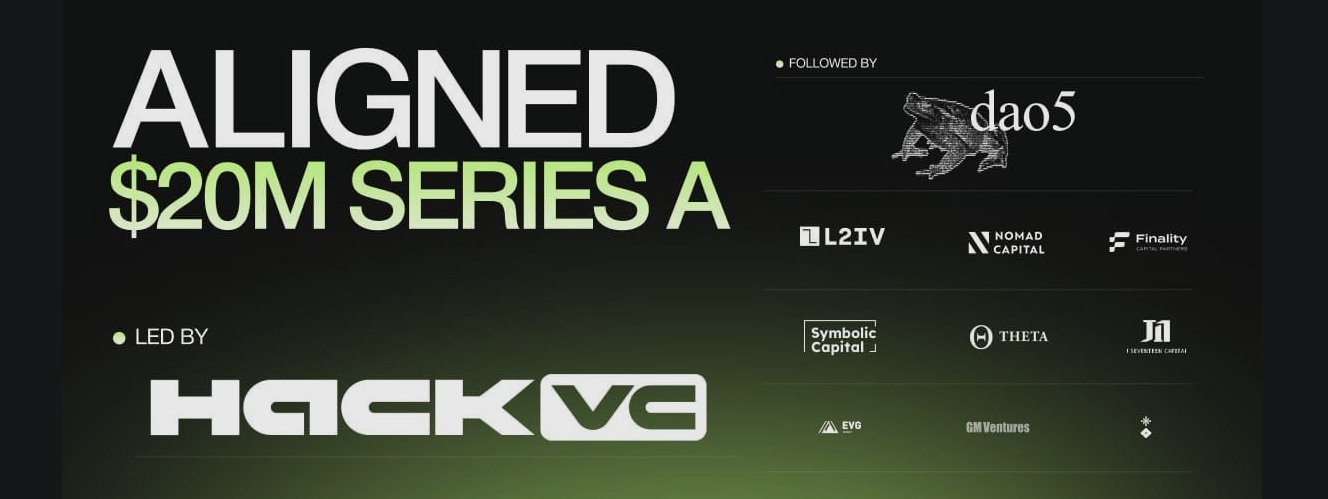 ALIGNED
$20M SERIES A
LED BY
HACK VC
FOLLOWED BY
dao5
L2IV
NOMAD
CAPITAL
Finality
CAPITAL PARTNERS
Symbolic
Capital
THETA
J17
SEVENTEEN CAPITAL
EVG
GM Ventures